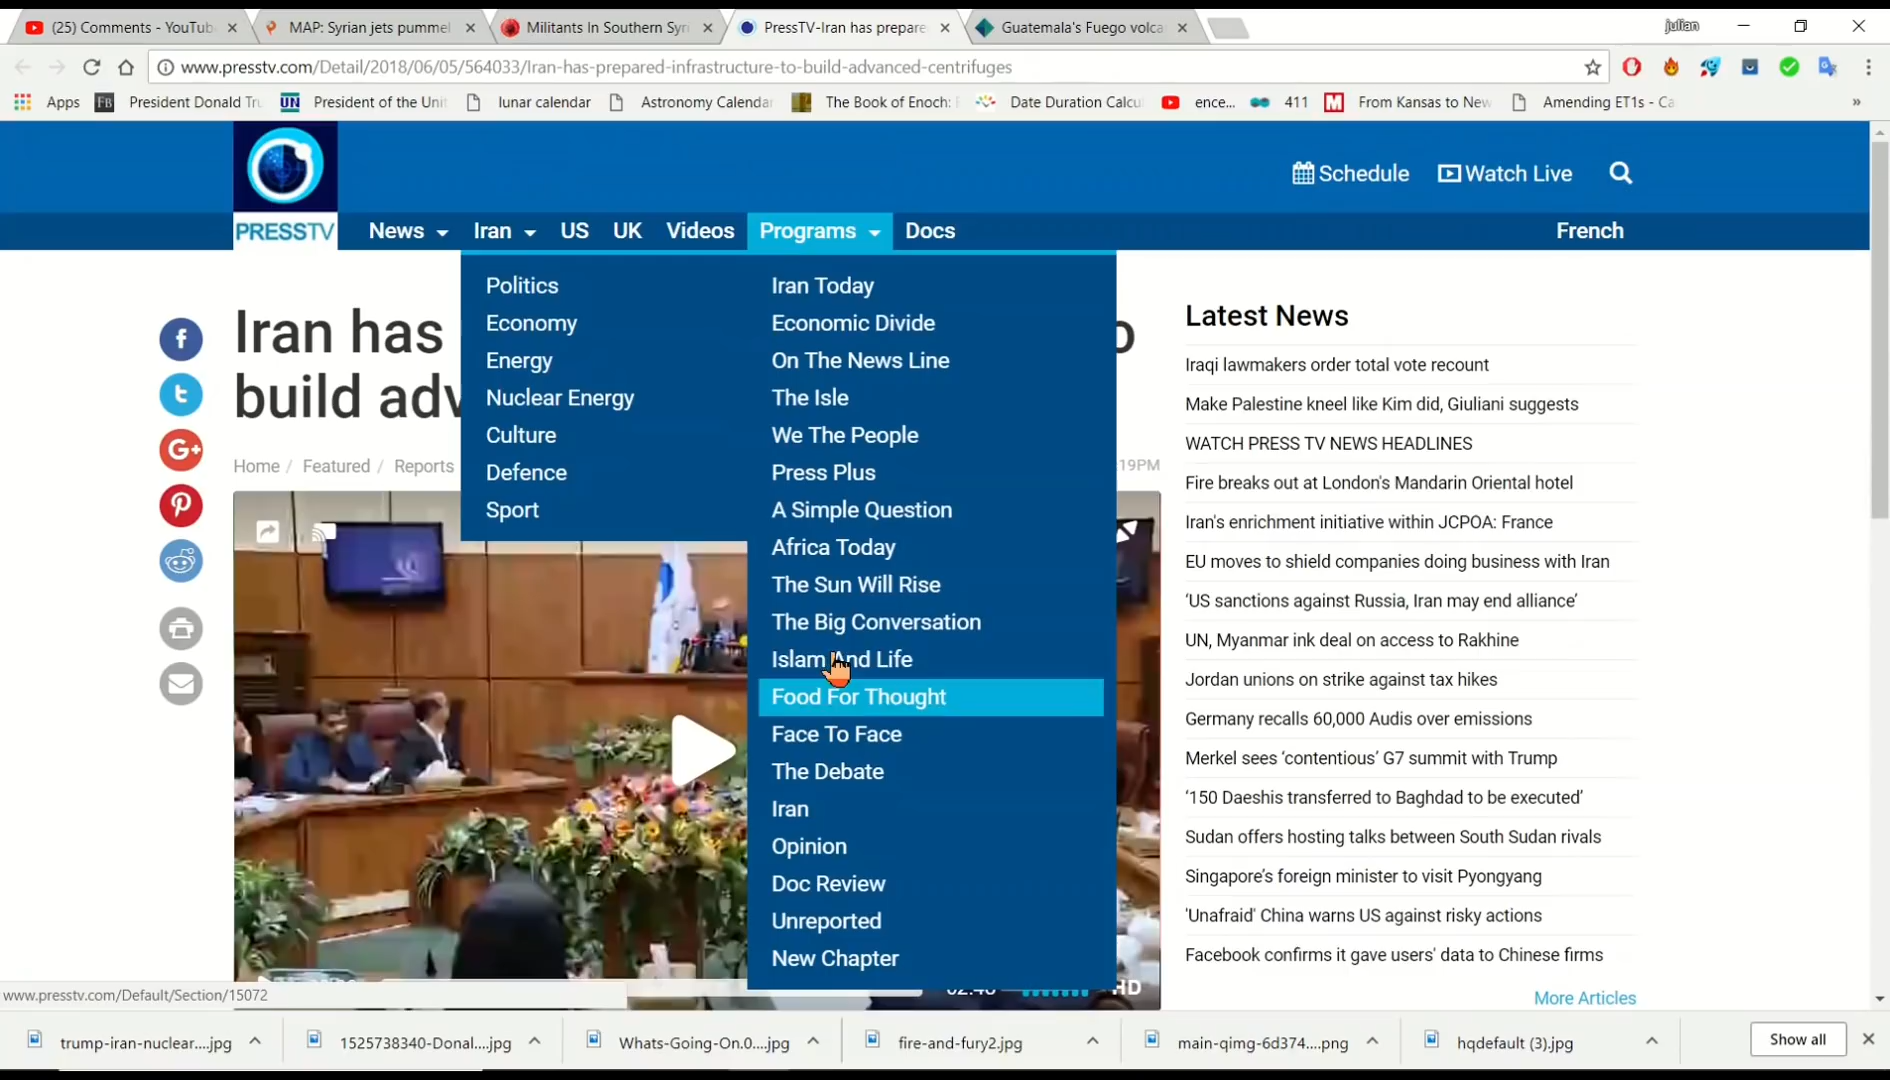 (25) Comments - YouTub
MAP: Syrian jets pummel
Militants In Southern Syr
PressTV-Iran has prepare
Guatemala's Fuego volca
julian
www.presstv.com/Detail/2018/06/05/564033/Iran-has-prepared-infrastructure-to-build-advanced-centrifuges
Apps
FB President Donald Tru
UN President of the Unit
lunar calendar
Astronomy Calendar
The Book of Enoch:
Date Duration Calcu
ence...
411
M From Kansas to New
Amending ET1s - Ca
Schedule
Watch Live
PRESSTV
News
Iran
US
UK
Videos
Programs
Docs
French
Politics
Economy
Energy
Nuclear Energy
Culture
Defence
Sport
Iran Today
Economic Divide
On The News Line
The Isle
We The People
Press Plus
A Simple Question
Africa Today
The Sun Will Rise
The Big Conversation
Islam And Life
Food For Thought
Face To Face
The Debate
Iran
Opinion
Doc Review
Unreported
New Chapter
Iran has
build adv
Home / Featured / Reports
19PM
HD
Latest News
Iraqi lawmakers order total vote recount
Make Palestine kneel like Kim did, Giuliani suggests
WATCH PRESS TV NEWS HEADLINES
Fire breaks out at London's Mandarin Oriental hotel
Iran's enrichment initiative within JCPOA: France
EU moves to shield companies doing business with Iran
‘US sanctions against Russia, Iran may end alliance’
UN, Myanmar ink deal on access to Rakhine
Jordan unions on strike against tax hikes
Germany recalls 60,000 Audis over emissions
Merkel sees ‘contentious’ G7 summit with Trump
‘150 Daeshis transferred to Baghdad to be executed’
Sudan offers hosting talks between South Sudan rivals
Singapore’s foreign minister to visit Pyongyang
'Unafraid' China warns US against risky actions
Facebook confirms it gave users' data to Chinese firms
More Articles
www.presstv.com/Default/Section/15072
trump-iran-nuclear....jpg
1525738340-Donal....jpg
Whats-Going-On.0....jpg
fire-and-fury2.jpg
main-qimg-6d374....png
hqdefault (3).jpg
Show all